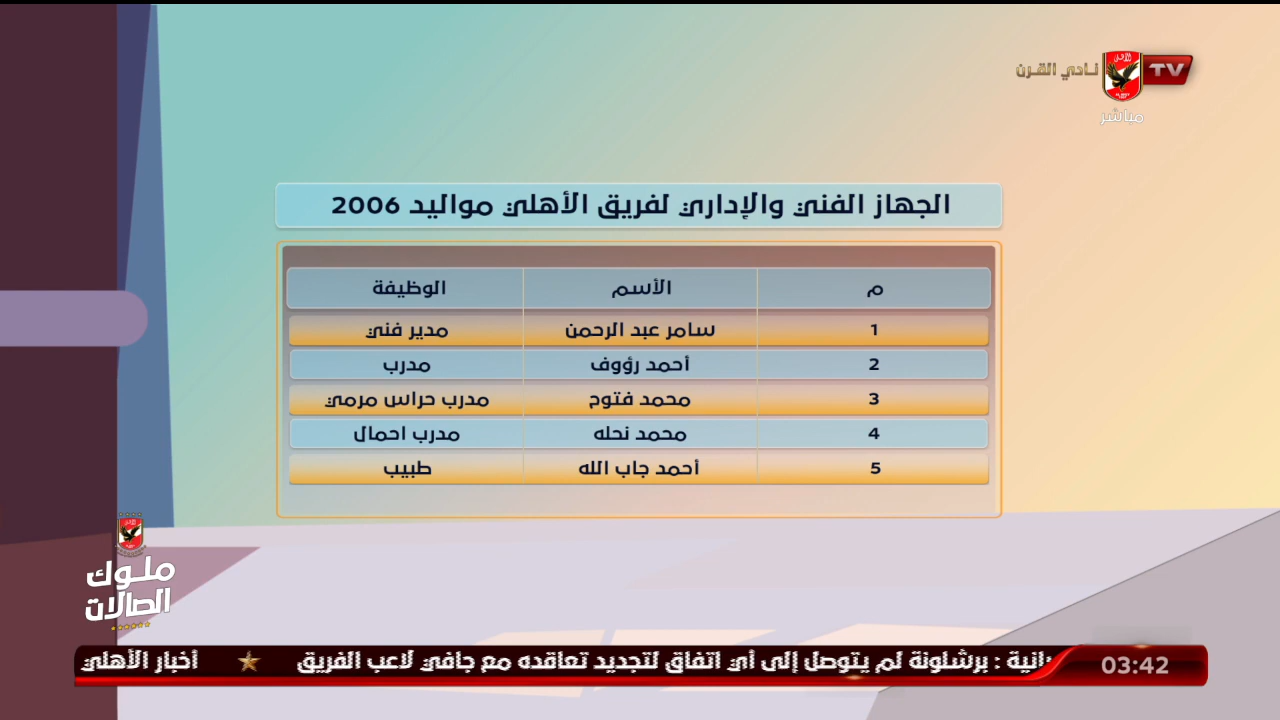 نادي القرن
TV
مباشر
الجهاز الفني والإداري لفريق الأهلي مواليد 2006
م الأسم الوظيفة
1 سامر عبد الرحمن مدير فني
2 أحمد رؤوف مدرب
3 محمد فتوح مدرب حراس مرمي
4 محمد نحله مدرب احمال
5 أحمد جاب الله طبيب
ملوك
الصالات
03:42
: برشلونة لم يتوصل إلى أي اتفاق لتجديد تعاقده مع جافي لاعب الفريق
أخبار الأهلي